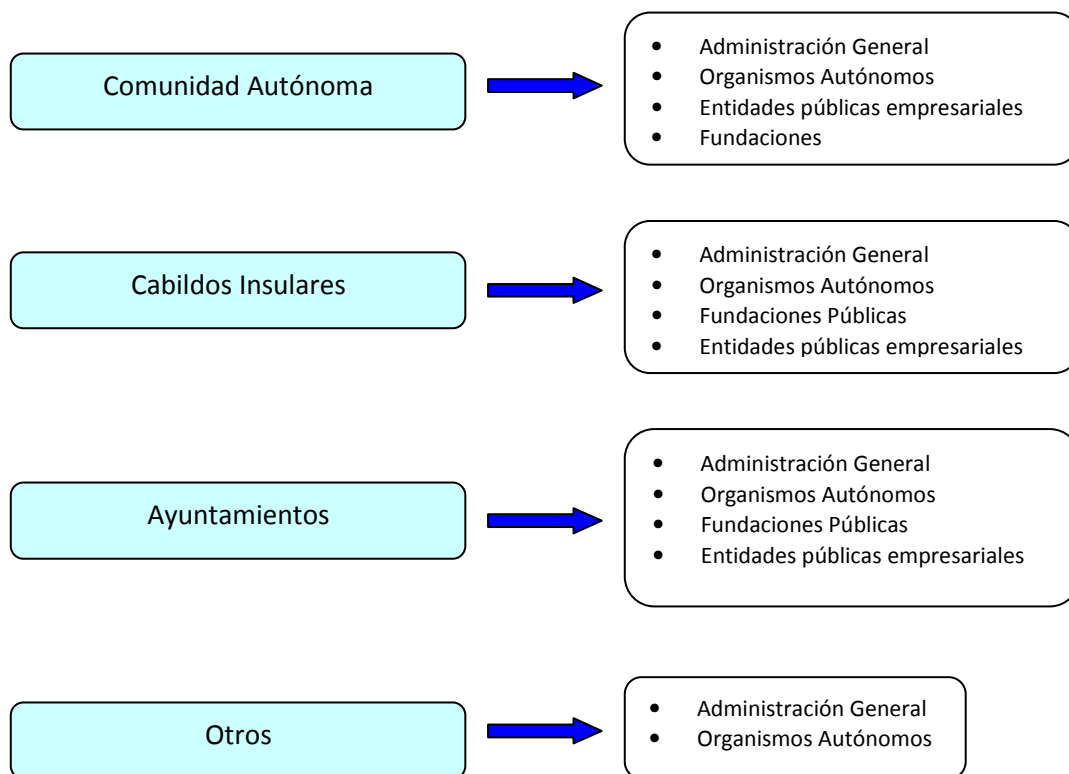 Comunidad Autónoma
• Administración General
• Organismos Autónomos
• Entidades públicas empresariales
• Fundaciones
Cabildos Insulares
• Administración General
• Organismos Autónomos
• Fundaciones Públicas
• Entidades públicas empresariales
Ayuntamientos
• Administración General
• Organismos Autónomos
• Fundaciones Públicas
• Entidades públicas empresariales
Otros
• Administración General
• Organismos Autónomos